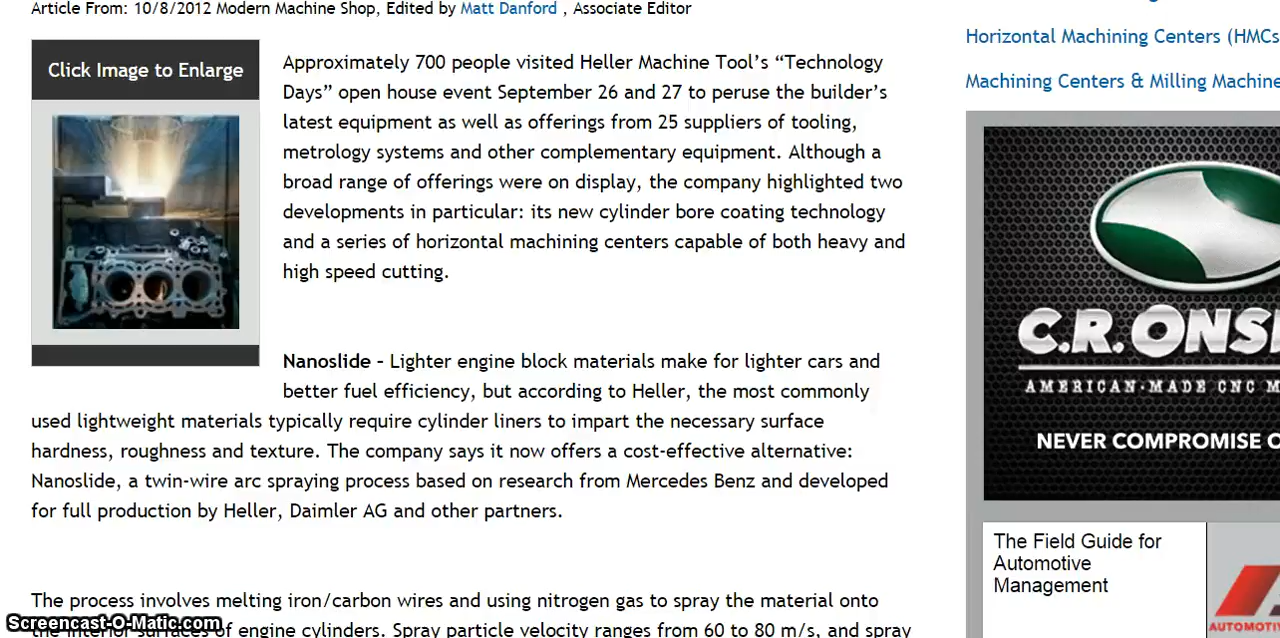 Article From: 10/8/2012 Modern Machine Shop, Edited by Matt Danford , Associate Editor
Click Image to Enlarge
Approximately 700 people visited Heller Machine Tool’s “Technology
Days” open house event September 26 and 27 to peruse the builder’s
latest equipment as well as offerings from 25 suppliers of tooling,
metrology systems and other complementary equipment. Although a
broad range of offerings were on display, the company highlighted two
developments in particular: its new cylinder bore coating technology
and a series of horizontal machining centers capable of both heavy and
high speed cutting.
Nanoslide – Lighter engine block materials make for lighter cars and
better fuel efficiency, but according to Heller, the most commonly
used lightweight materials typically require cylinder liners to impart the necessary surface
hardness, roughness and texture. The company says it now offers a cost-effective alternative:
Nanoslide, a twin-wire arc spraying process based on research from Mercedes Benz and developed
for full production by Heller, Daimler AG and other partners.
The process involves melting iron/carbon wires and using nitrogen gas to spray the material onto
the interior surfaces of engine cylinders. Spray particle velocity ranges from 60 to 80 m/s, and spray
Screencast-O-Matic.com
Horizontal Machining Centers (HMCs
Machining Centers & Milling Machine
C.R.ONS
AMERICAN-MADE CNC M
NEVER COMPROMISE
The Field Guide for
Automotive
Management
AUTOMOTIV